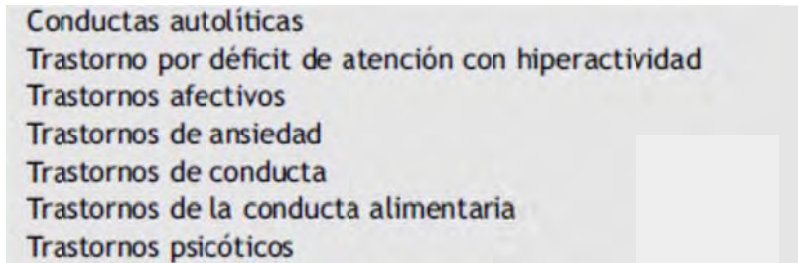 Conductas autolíticas
Trastorno por déficit de atención con hiperactividad
Trastornos afectivos
Trastornos de ansiedad
Trastornos de conducta
Trastornos de la conducta alimentaria
Trastornos psicóticos